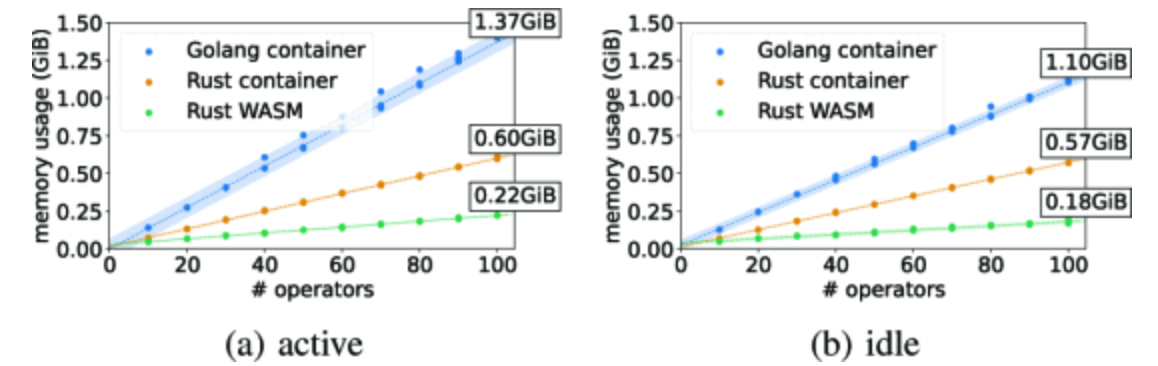 memory usage (GiB)
1.50
1.25
1.00
0.75
0.50
0.25
0.00
Golang container
Rust container
Rust WASM
1.37GiB
0.60GiB
0.22GiB
0 20 40 60 80 100
# operators
(a) active
memory usage (GiB)
1.50
1.25
1.00
0.75
0.50
0.25
0.00
Golang container
Rust container
Rust WASM
1.10GiB
0.57GiB
0.18GiB
0 20 40 60 80 100
# operators
(b) idle